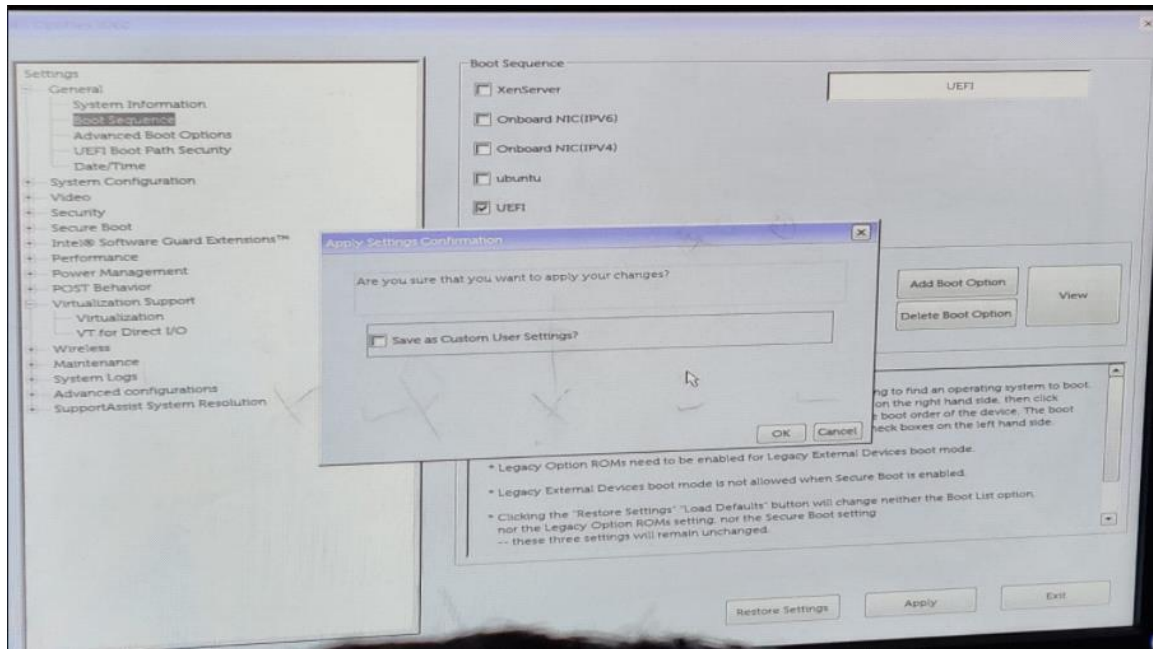 Settings
General
System Information
Boot Sequence
Advanced Boot Options
UEFI Boot Path Security
Date/Time
System Configuration
Video
Security
Secure Boot
Intel® Software Guard Extensions™
Performance
Power Management
POST Behavior
Virtualization Support
Virtualization
VT for Direct I/O
Wireless
Maintenance
System Logs
Advanced configurations
SupportAssist System Resolution
Boot Sequence
XenServer
Onboard NIC(IPV6)
Onboard NIC(IPV4)
ubuntu
UEFI
UEFI
Add Boot Option
Delete Boot Option
View
Apply Settings Confirmation
Are you sure that you want to apply your changes?
Save as Custom User Settings?
OK
Cancel
ng to find an operating system to boot.
on the right hand side, then click
boot order of the device. The boot
heck boxes on the left hand side.
* Legacy Option ROMs need to be enabled for Legacy External Devices boot mode.
* Legacy External Devices boot mode is not allowed when Secure Boot is enabled.
* Clicking the "Restore Settings" "Load Defaults" button will change neither the Boot List option,
nor the Legacy Option ROMs setting, nor the Secure Boot setting
-- these three settings will remain unchanged.
Restore Settings
Apply
Exit